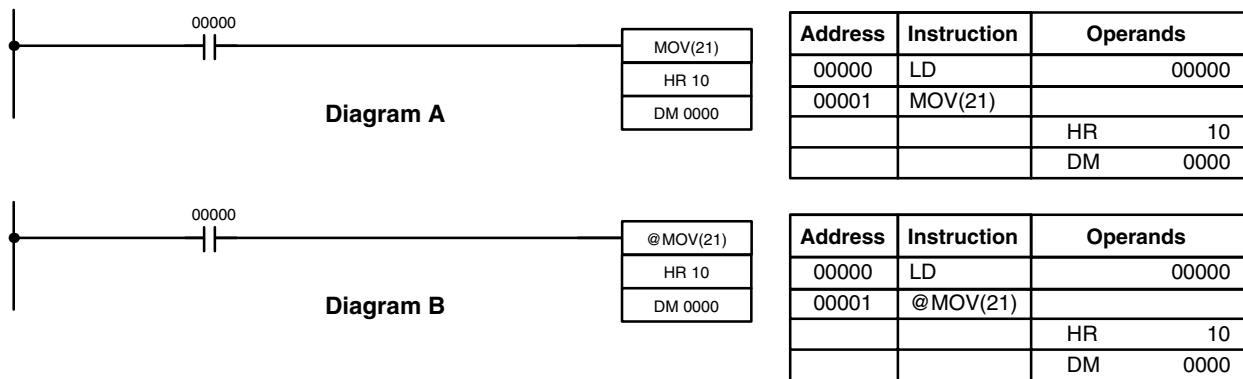 00000
MOV(21)
HR 10
DM 0000
Diagram A
Address Instruction Operands
00000 LD 00000
00001 MOV(21)
HR 10
DM 0000
00000
@MOV(21)
HR 10
DM 0000
Diagram B
Address Instruction Operands
00000 LD 00000
00001 @MOV(21)
HR 10
DM 0000